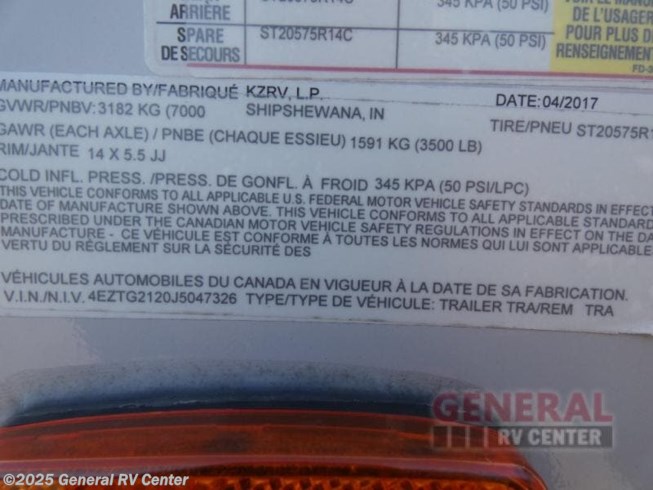 ARRIÈRE
345 KPA (50 PSI)
SPARE
DE SECOURS
ST20575R14C
345 KPA (50 PSI)
VOIR LE MANUEL
DE L'USAGER
POUR PLUS
RENSEIGNEMENT
MANUFACTURED BY/FABRIQUÉ KZRV, L.P.
DATE: 04/2017
GVWR/PNBV: 3182 KG (7000
SHIPSHEWANA, IN
TIRE/PNEU ST20575R1
GAWR (EACH AXLE) / PNBE (CHAQUE ESSIEU) 1591 KG (3500 LB)
RIM/JANTE 14 X 5.5 JJ
COLD INFL. PRESS. /PRESS. DE GONFL. À FROID 345 KPA (50 PSI/LPC)
THIS VEHICLE CONFORMS TO ALL APPLICABLE U.S. FEDERAL MOTOR VEHICLE SAFETY STANDARDS IN EFFECT
DATE OF MANUFACTURE SHOWN ABOVE. THIS VEHICLE CONFORMS TO ALL APPLICABLE STANDARD
PRESCRIBED UNDER THE CANADIAN MOTOR VEHICLE SAFETY REGULATIONS IN EFFECT ON THE DA
MANUFACTURE - CE VÉHICULE EST CONFORME À TOUTES LES NORMES QUI LUI SONT APPLICABLE
VERTU DU RÉGLEMENT SUR LA SÉCURITÉ DES
VÉHICULES AUTOMOBILES DU CANADA EN VIGUEUR À LA DATE DE SA FABRICATION.
V.I.N./N.I.V. 4EZTG2120J5047326 TYPE/TYPE DE VÉHICULE: TRAILER TRA/REM TRA
GENERAL
RV CENTER
©2025 General RV Center